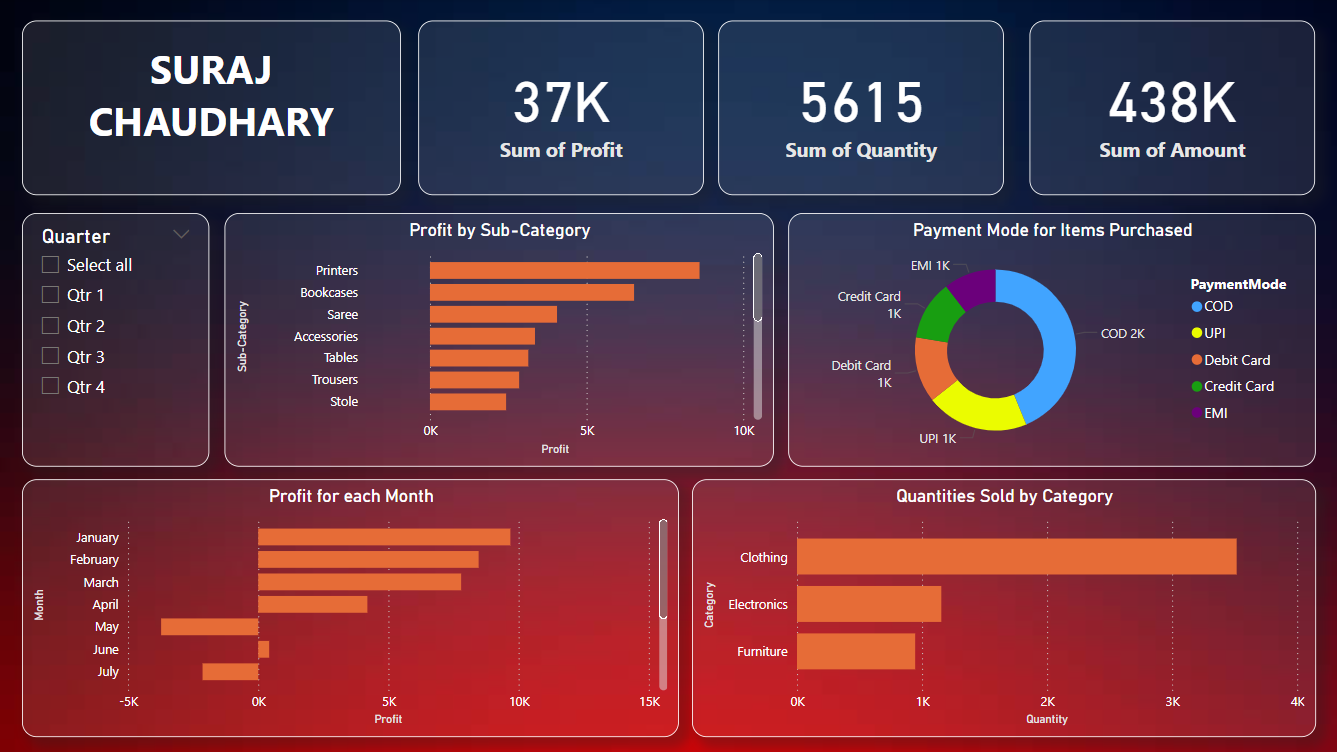 SURAJ
CHAUDHARY
37K
Sum of Profit
5615
Sum of Quantity
438K
Sum of Amount
Quarter
Select all
Qtr 1
Qtr 2
Qtr 3
Qtr 4
Profit by Sub-Category
Sub-Category
Printers
Bookcases
Saree
Accessories
Tables
Trousers
Stole
0K 5K 10K
Profit
Payment Mode for Items Purchased
EMI 1K
Credit Card
1K
Debit Card
1K
UPI 1K
COD 2K
PaymentMode
COD
UPI
Debit Card
Credit Card
EMI
Profit for each Month
Month
January
February
March
April
May
June
July
-5K 0K 5K 10K 15K
Profit
Quantities Sold by Category
Category
Clothing
Electronics
Furniture
0K 1K 2K 3K 4K
Quantity